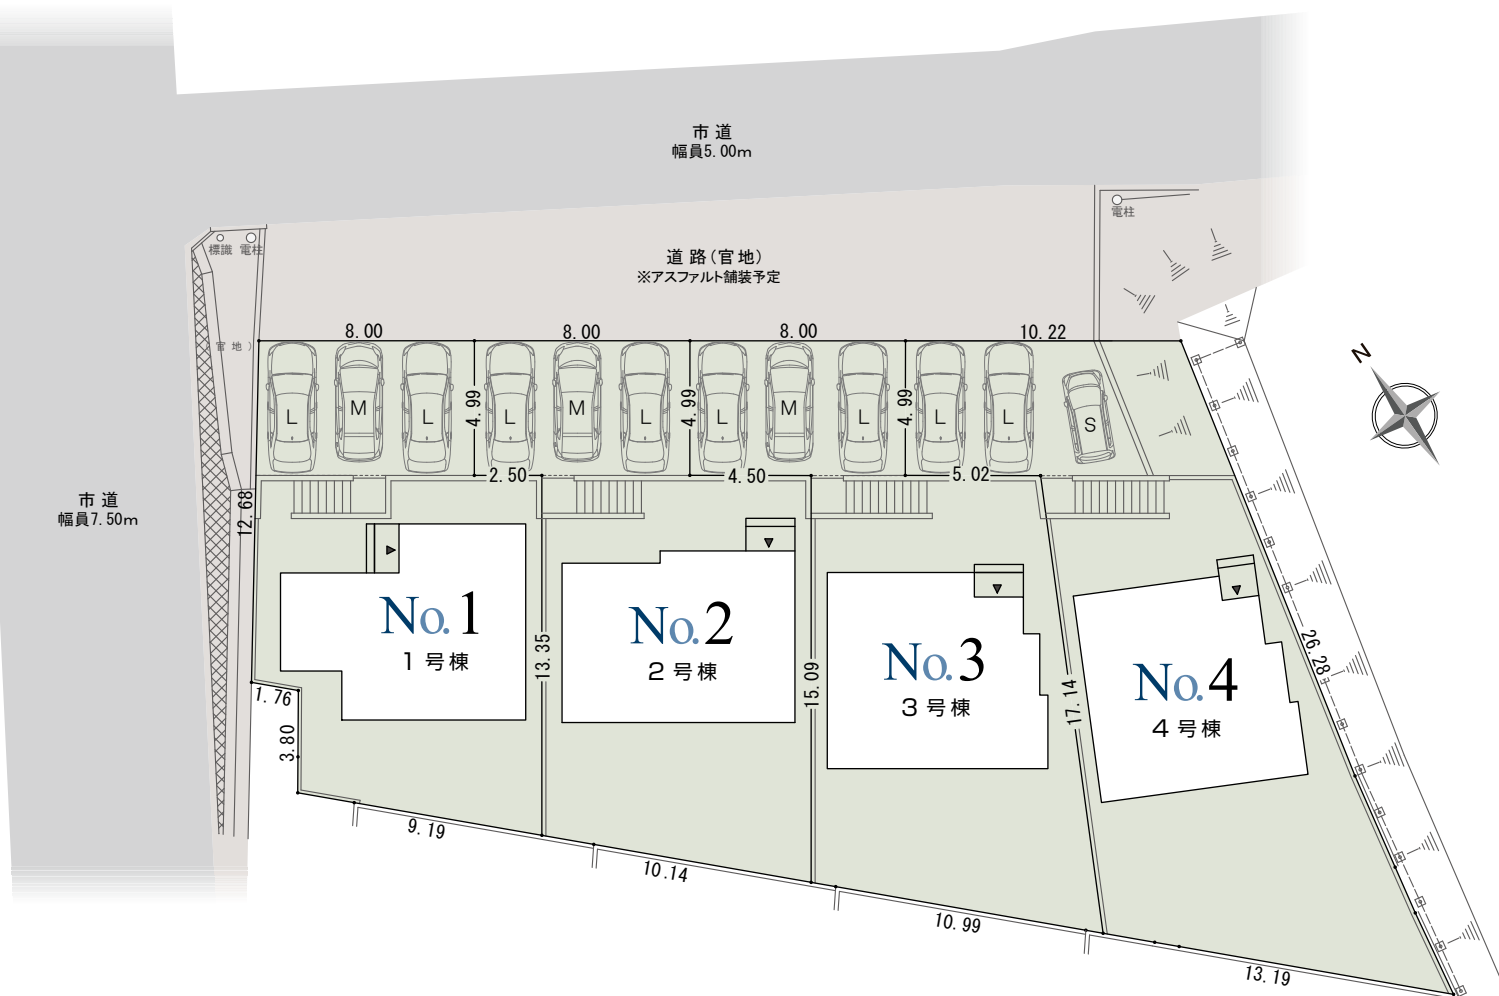 市道
幅員5.00m
標識
電柱
道路(官地)
※アスファルト舗装予定
電柱
官地)
8.00
8.00
8.00
10.22
N
L
M
L
L
M
L
L
M
L
L
L
S
4.99
4.99
4.99
2.50
4.50
5.02
市道
幅員7.50m
12.68
No.1
1号棟
No.2
2号棟
No.3
3号棟
No.4
4号棟
13.35
15.09
17.14
26.28
1.76
3.80
9.19
10.14
10.99
13.19